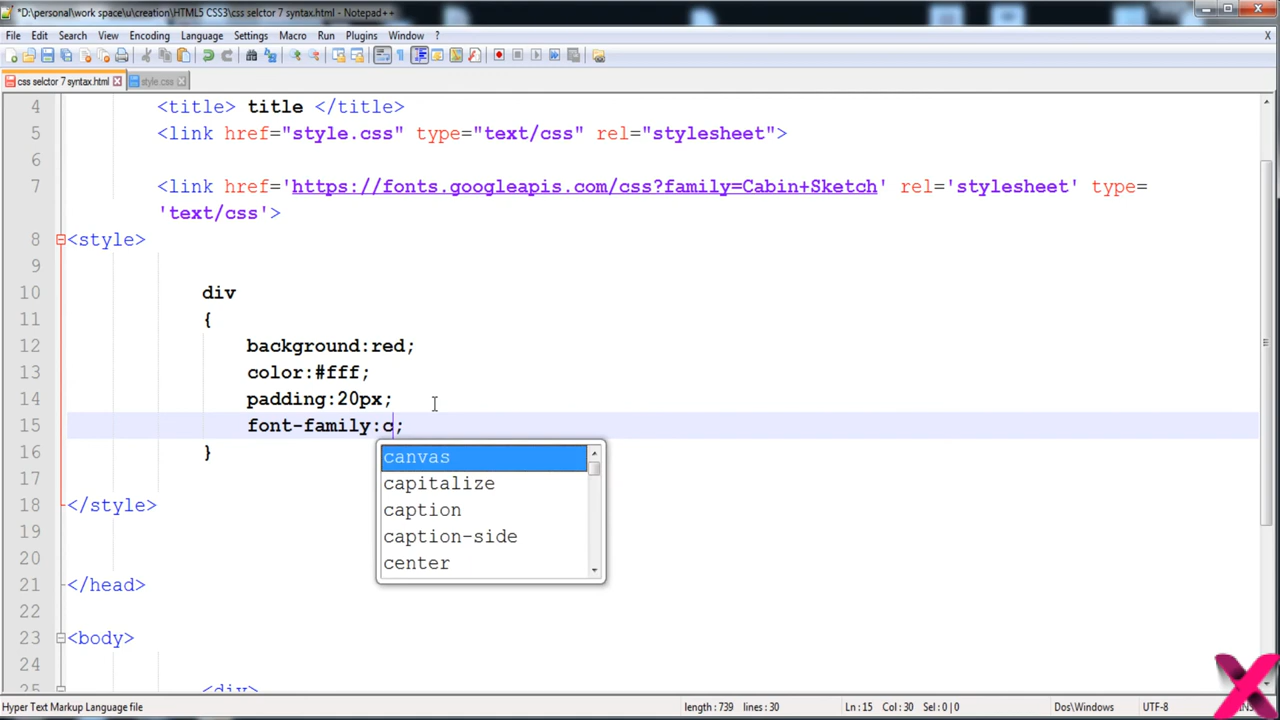 *D:\personal\work space\u\creation\HTML5 CSS3\css selctor 7 syntax.html - Notepad++
File Edit Search View Encoding Language Settings Macro Run Plugins Window ? X
css selctor 7 syntax.html style.css
4 <title> title </title>
5 <link href="style.css" type="text/css" rel="stylesheet">
6
7 <link href='https://fonts.googleapis.com/css?family=Cabin+Sketch' rel='stylesheet' type=
'text/css'>
8 <style>
9
10 div
11 {
12 background:red;
13 color:#fff;
14 padding:20px;
15 font-family:c;
16 }
canvas
17 capitalize
18 </style>
caption
19 caption-side
20 center
21 </head>
22
23 <body>
24
25 <div>
Hyper Text Markup Language file length : 739 lines : 30 Ln : 15 Col : 30 Sel : 0 | 0 Dos\Windows UTF-8